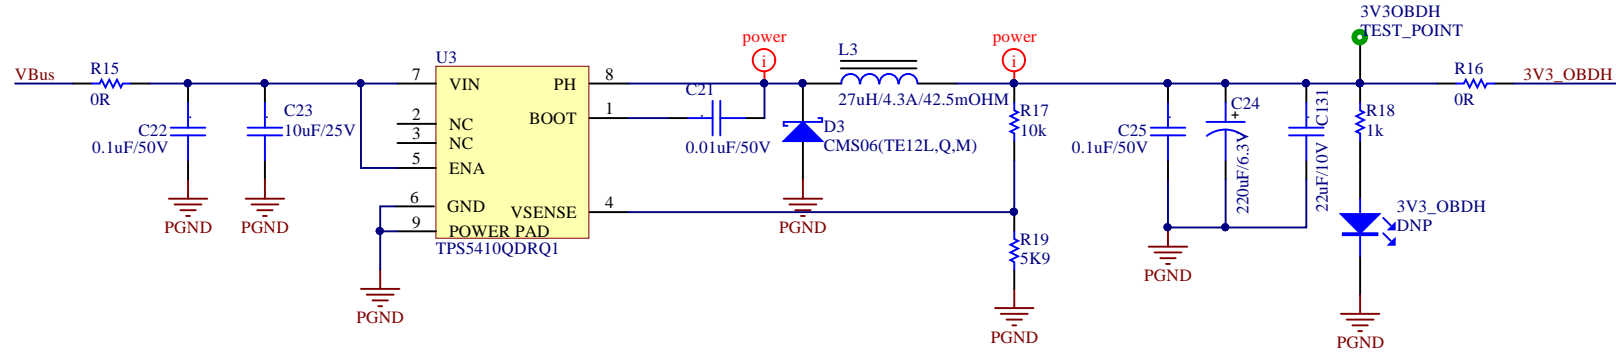 3V3OBDH
TEST_POINT
power
i
power
i
VBus
R15
0R
C22
0.1uF/50V
C23
10uF/25V
PGND
PGND
U3
7
VIN
2
NC
3
NC
5
ENA
6
GND
9
POWER PAD
PH
8
BOOT
1
VSENSE
4
TPS5410QDRQ1
PGND
C21
0.01uF/50V
D3
CMS06(TE12L,Q,M)
PGND
L3
27uH/4.3A/42.5mOHM
R17
10k
R19
5K9
PGND
C25
0.1uF/50V
C24
+
220uF/6.3V
C131
22uF/10V
PGND
R18
1k
3V3_OBDH
DNP
PGND
R16
0R
3V3_OBDH